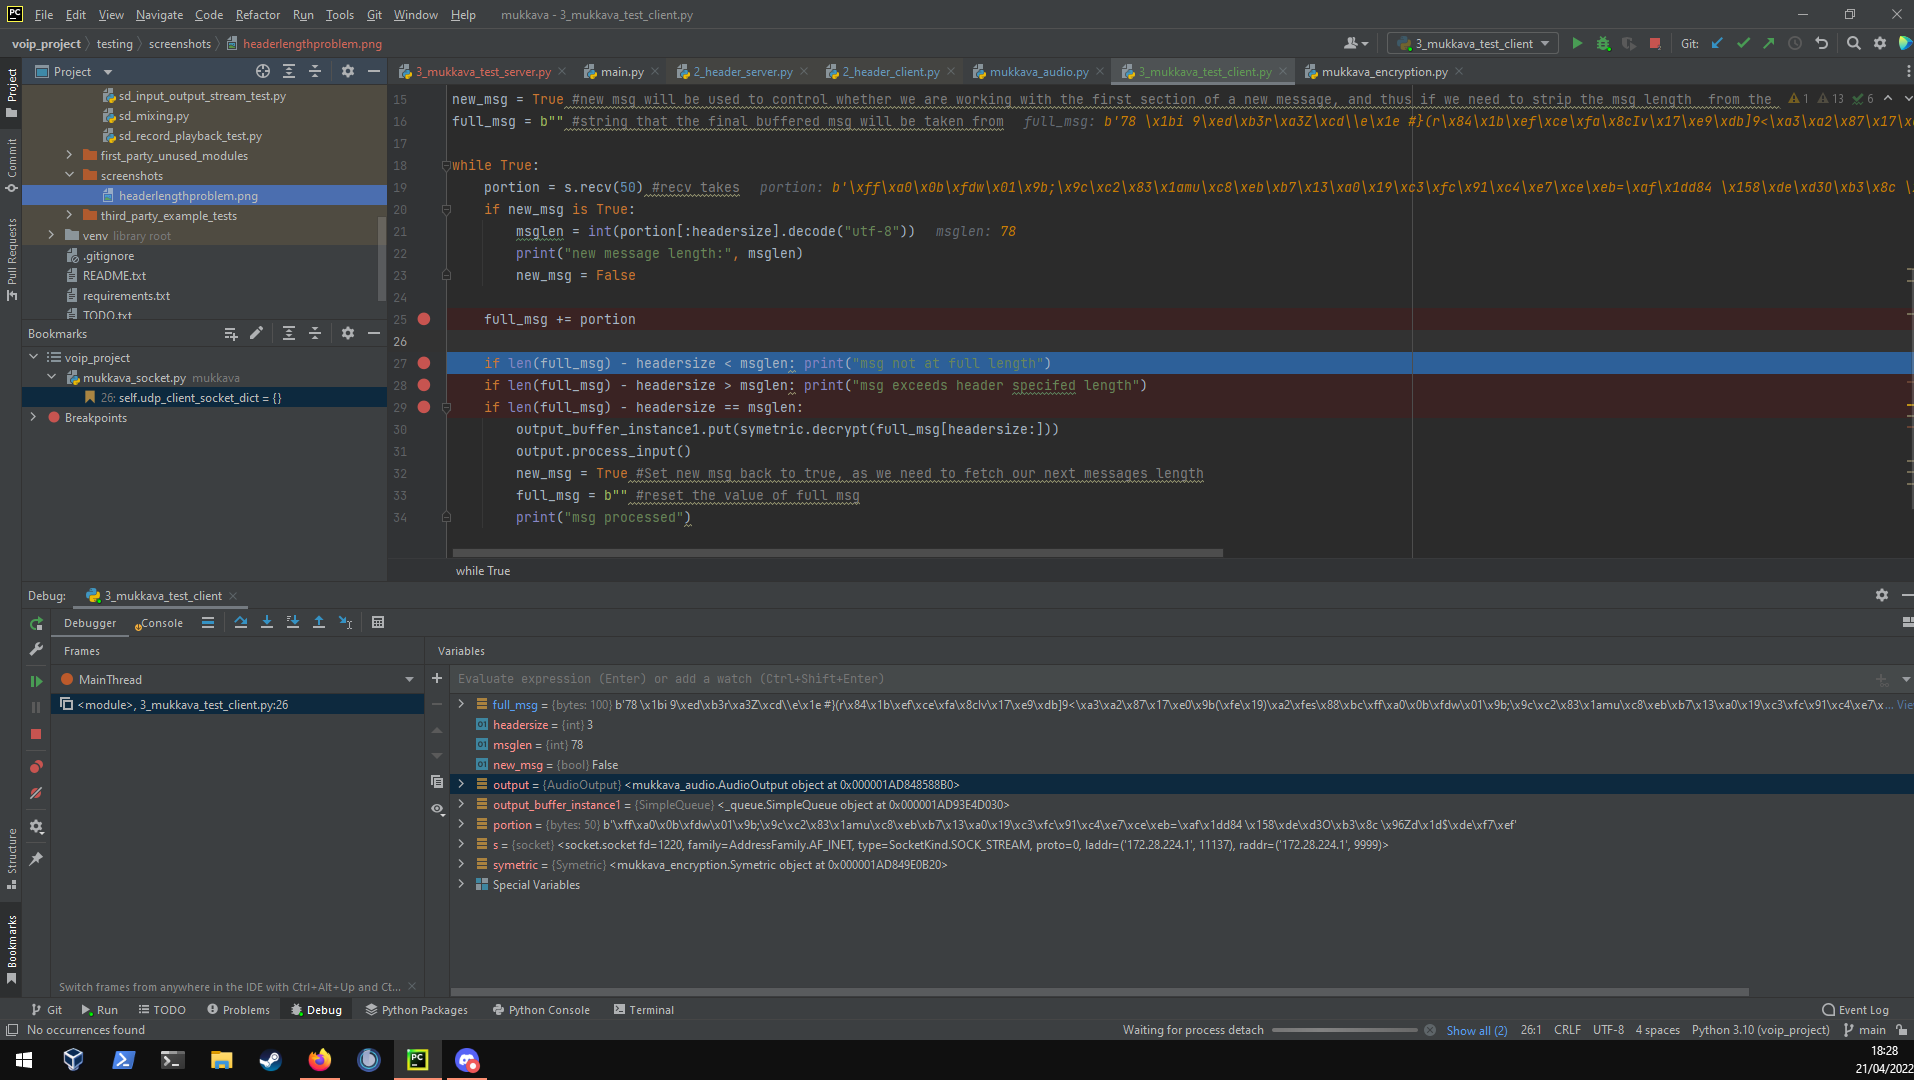 File Edit View Navigate Code Refactor Run Tools Git Window Help mukkava - 3_mukkava_test_client.py
voip_project testing screenshots headerlengthproblem.png 3_mukkava_test_client Git:
Project
3_mukkava_test_server.py main.py 2_header_server.py 2_header_client.py mukkava_audio.py 3_mukkava_test_client.py mukkava_encryption.py
Project
Commit
Pull Requests
Structure
Bookmarks
sd_input_output_stream_test.py
sd_mixing.py
sd_record_playback_test.py
first_party_unused_modules
screenshots
headerlengthproblem.png
third_party_example_tests
venv library root
.gitignore
README.txt
requirements.txt
TODO.txt
Bookmarks
voip_project
mukkava_socket.py mukkava
26: self.udp_client_socket_dict = {}
Breakpoints
15 new_msg = True #new msg will be used to control whether we are working with the first section of a new message, and thus if we need to strip the msg length from the 1 13 6
16 full_msg = b"" #string that the final buffered msg will be taken from full_msg: b'78 \x1bi 9\xed\xb3r\xa3Z\xcd\\e\x1e #}(r\x84\x1b\xef\xce\xfa\x8cIv\x17\xe9\xdb]9<\xa3\xa2\x87\x17\x
17
18 while True:
19 portion = s.recv(50) #recv takes portion: b'\xff\xa0\x0b\xfdw\x01\x9b;\x9c\xc2\x83\x1amu\xc8\xeb\xb7\x13\xa0\x19\xc3\xfc\x91\xc4\xe7\xce\xeb=\xaf\x1dd84 \x158\xde\xd3O\xb3\x8c \
20 if new_msg is True:
21 msglen = int(portion[:headersize].decode("utf-8")) msglen: 78
22 print("new message length:", msglen)
23 new_msg = False
24
25 full_msg += portion
26
27 if len(full_msg) - headersize < msglen: print("msg not at full length")
28 if len(full_msg) - headersize > msglen: print("msg exceeds header specifed length")
29 if len(full_msg) - headersize == msglen:
30 output_buffer_instance1.put(symetric.decrypt(full_msg[headersize:]))
31 output.process_input()
32 new_msg = True #Set new msg back to true, as we need to fetch our next messages length
33 full_msg = b"" #reset the value of full msg
34 print("msg processed")
while True
Debug: 3_mukkava_test_client
Debugger Console
Frames
MainThread
<module>, 3_mukkava_test_client.py:26
Switch frames from anywhere in the IDE with Ctrl+Alt+Up and Ct...
Variables
Evaluate expression (Enter) or add a watch (Ctrl+Shift+Enter)
full_msg = {bytes: 100} b'78 \x1bi 9\xed\xb3r\xa3Z\xcd\\e\x1e #}(r\x84\x1b\xef\xce\xfa\x8cIv\x17\xe9\xdb]9<\xa3\xa2\x87\x17\xe0\x9b(\xfe\x19)\xa2\xfes\x88\xbc\xff\xa0\x0b\xfdw\x01\x9b;\x9c\xc2\x83\x1amu\xc8\xeb\xb7\x13\xa0\x19\xc3\xfc\x91\xc4\xe7\x... Vie
headersize = {int} 3
msglen = {int} 78
new_msg = {bool} False
output = {AudioOutput} <mukkava_audio.AudioOutput object at 0x000001AD848588B0>
output_buffer_instance1 = {SimpleQueue} <_queue.SimpleQueue object at 0x000001AD93E4D030>
portion = {bytes: 50} b'\xff\xa0\x0b\xfdw\x01\x9b;\x9c\xc2\x83\x1amu\xc8\xeb\xb7\x13\xa0\x19\xc3\xfc\x91\xc4\xe7\xce\xeb=\xaf\x1dd84 \x158\xde\xd3O\xb3\x8c \x96Zd\x1d$\xde\xf7\xef'
s = {socket} <socket.socket fd=1220, family=AddressFamily.AF_INET, type=SocketKind.SOCK_STREAM, proto=0, laddr=('172.28.224.1', 11137), raddr=('172.28.224.1', 9999)>
symetric = {Symetric} <mukkava_encryption.Symetric object at 0x000001AD849E0B20>
Special Variables
Git Run TODO Problems Debug Python Packages Python Console Terminal Event Log
No occurrences found Waiting for process detach Show all (2) 26:1 CRLF UTF-8 4 spaces Python 3.10 (voip_project) main
18:28
21/04/2022